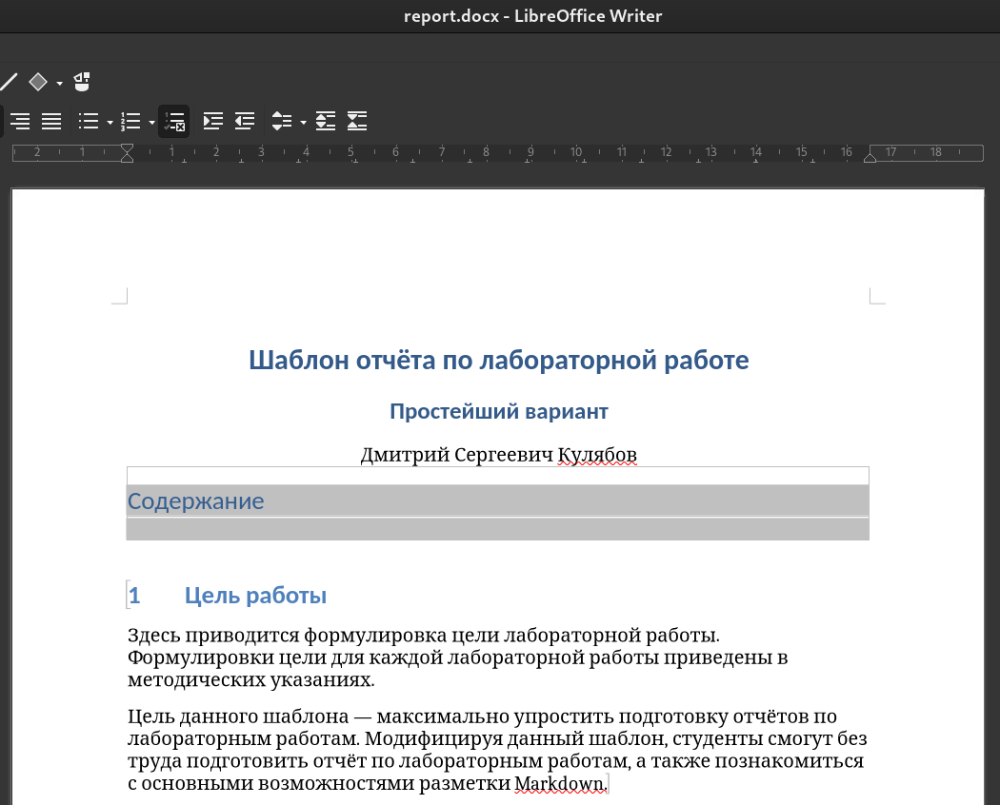 report.docx - LibreOffice Writer
2 1 1 2 3 4 5 6 7 8 9 10 11 12 13 14 15 16 17 18
Шаблон отчёта по лабораторной работе
Простейший вариант
Дмитрий Сергеевич Кулябов
Содержание
1 Цель работы
Здесь приводится формулировка цели лабораторной работы.
Формулировки цели для каждой лабораторной работы приведены в
методических указаниях.
Цель данного шаблона — максимально упростить подготовку отчётов по
лабораторным работам. Модифицируя данный шаблон, студенты смогут без
труда подготовить отчёт по лабораторным работам, а также познакомиться
с основными возможностями разметки Markdown.